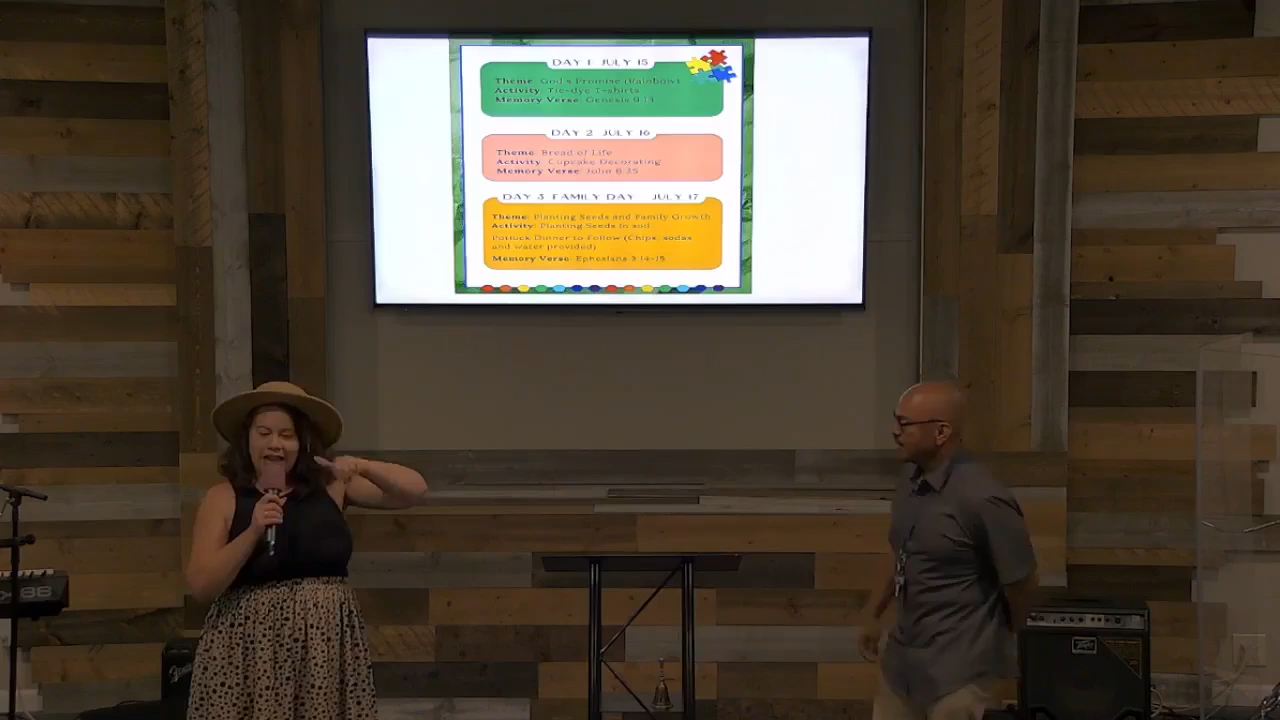 DAY 1 JULY 15
Theme: God's Promise (Rainbow)
Activity: Tie-dye T-shirts
Memory Verse: Genesis 9:13
DAY 2 JULY 16
Theme: Bread of Life
Activity: Cupcake Decorating
Memory Verse: John 6:35
DAY 3 FAMILY DAY JULY 17
Theme: Planting Seeds and Family Growth
Activity: Planting Seeds in soil
Potluck Dinner to Follow (Chips, sodas
and water provided)
Memory Verse: Ephesians 3:14-15
88
Fender
PEAVEY